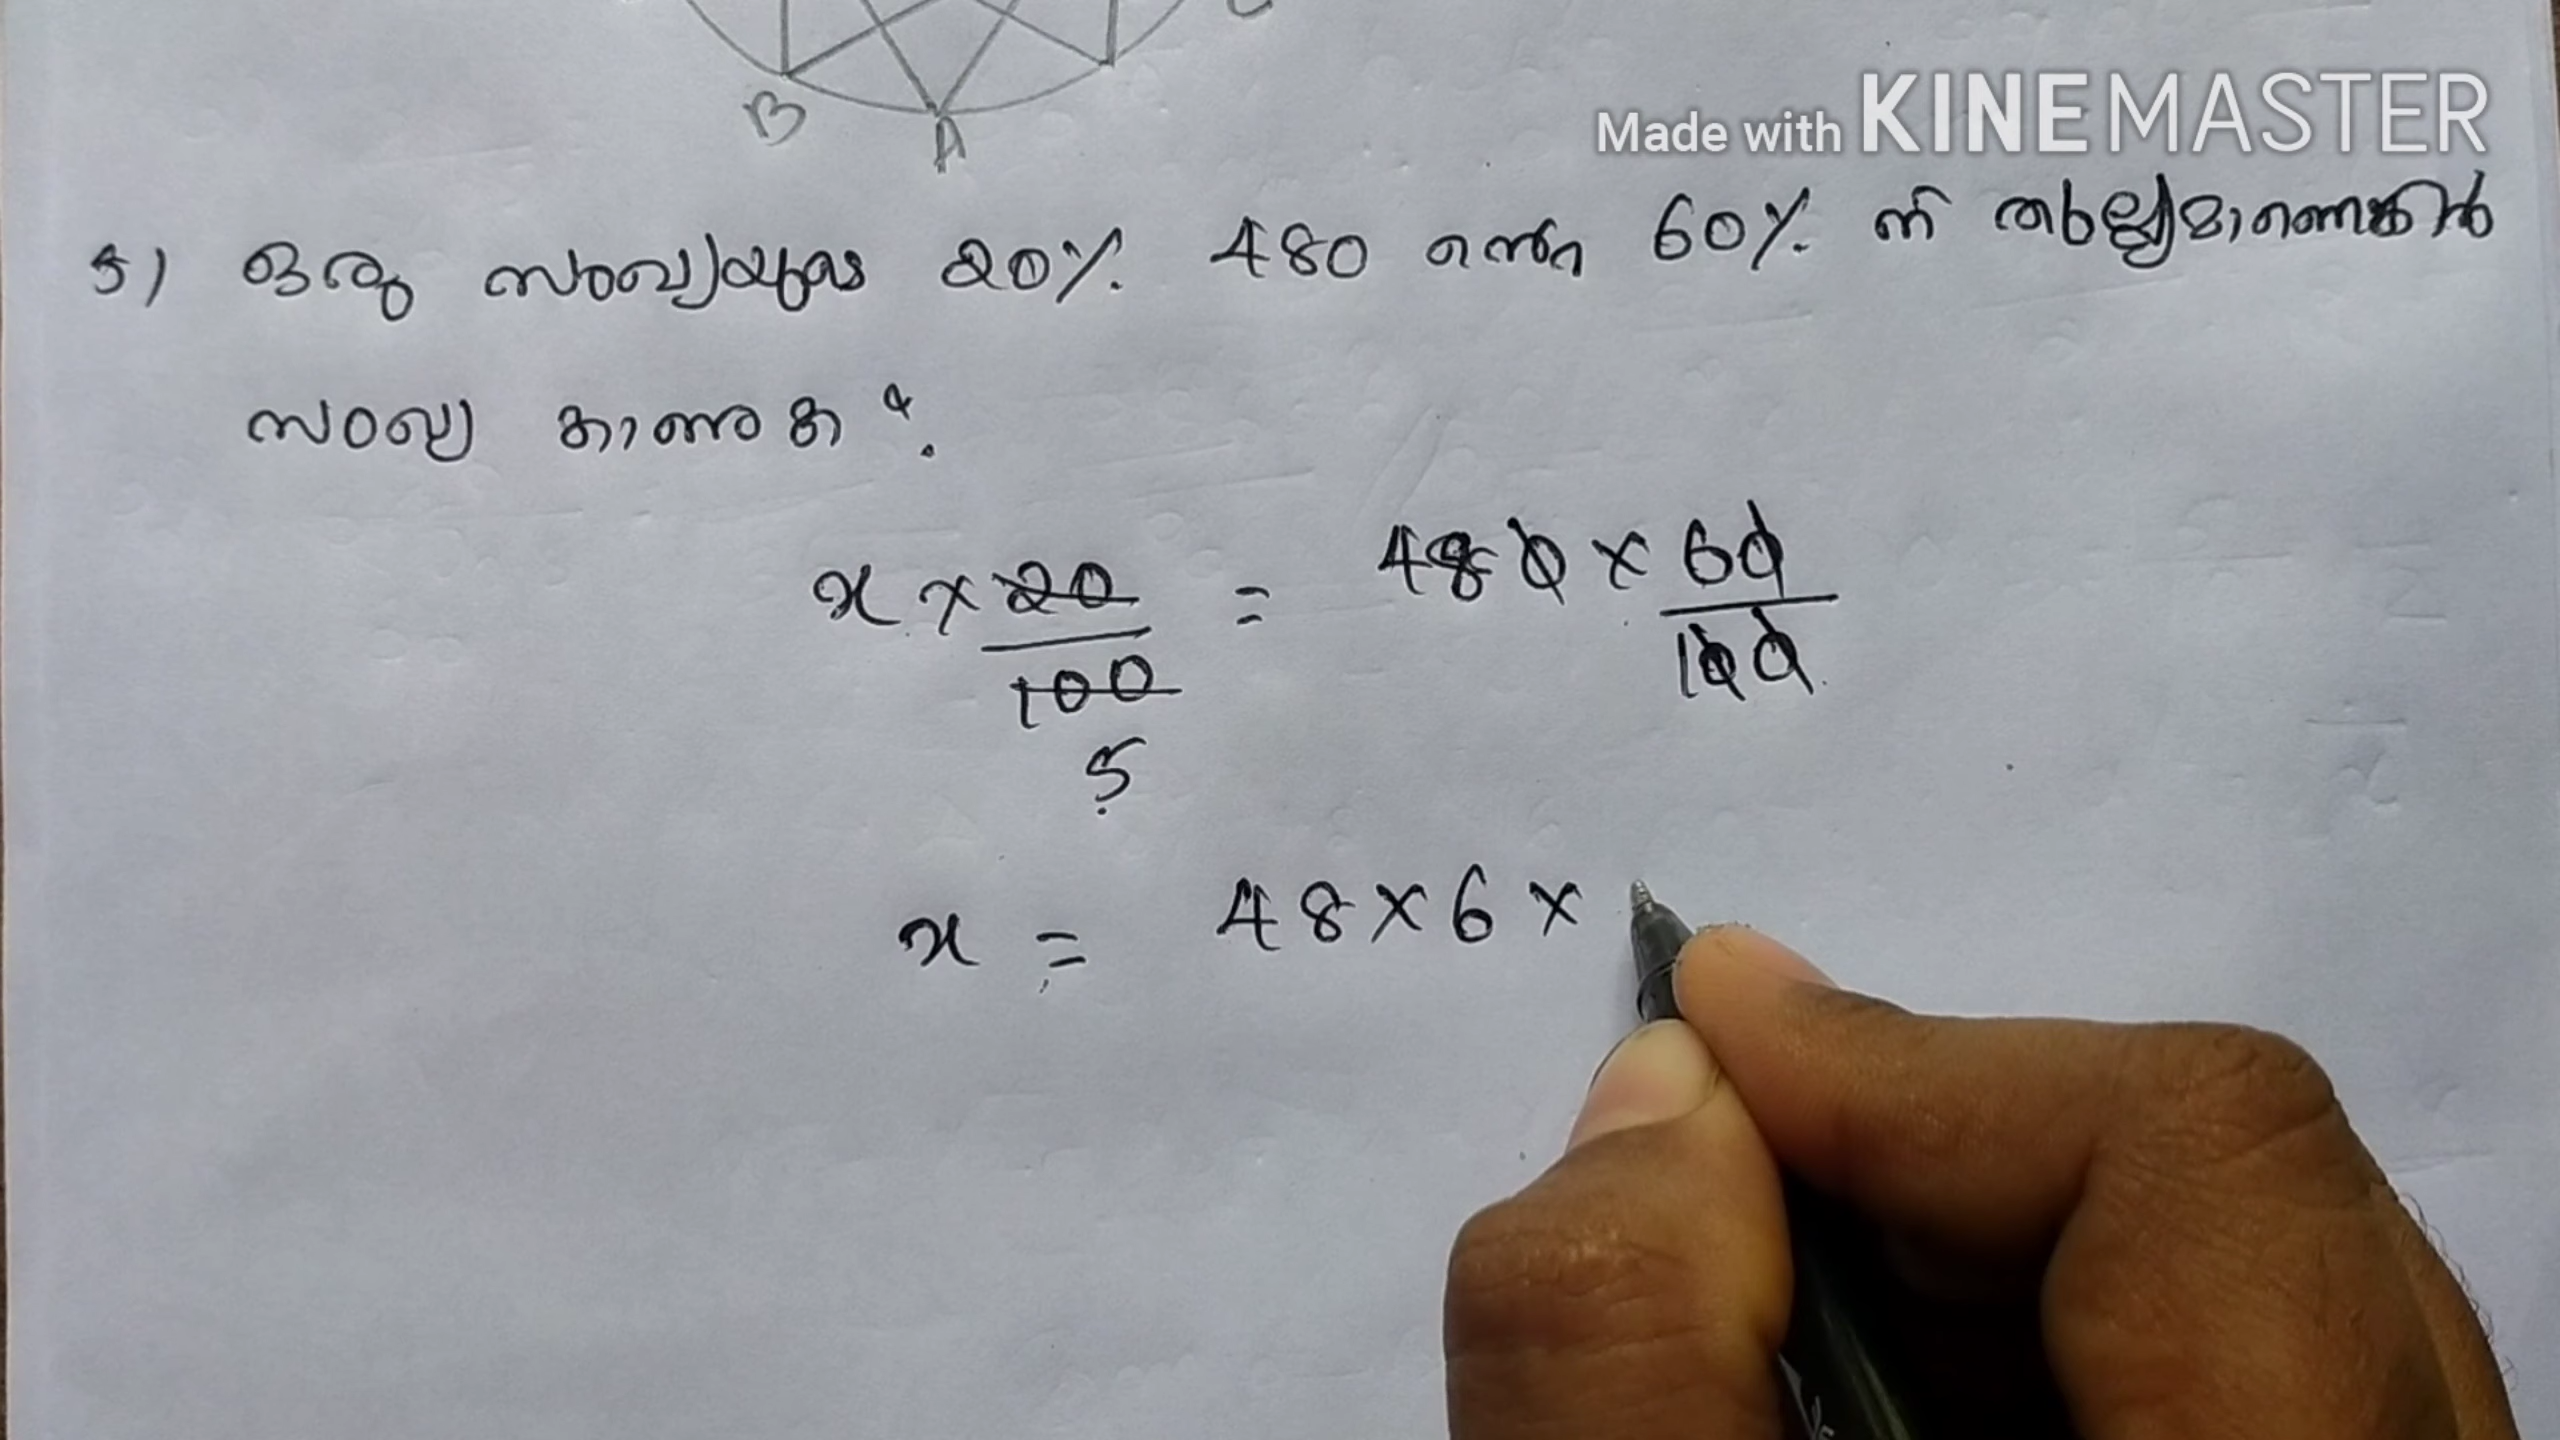 B
A
Made with KINEMASTER
5) ഒരു സംഖ്യയുടെ 20% 480 ന്റെ 60% ന് തുല്യമാണെങ്കിൽ
സംഖ്യ കാണുക ?
x × 20/100 = 480 × 60/100
5
x = 48 × 6 ×